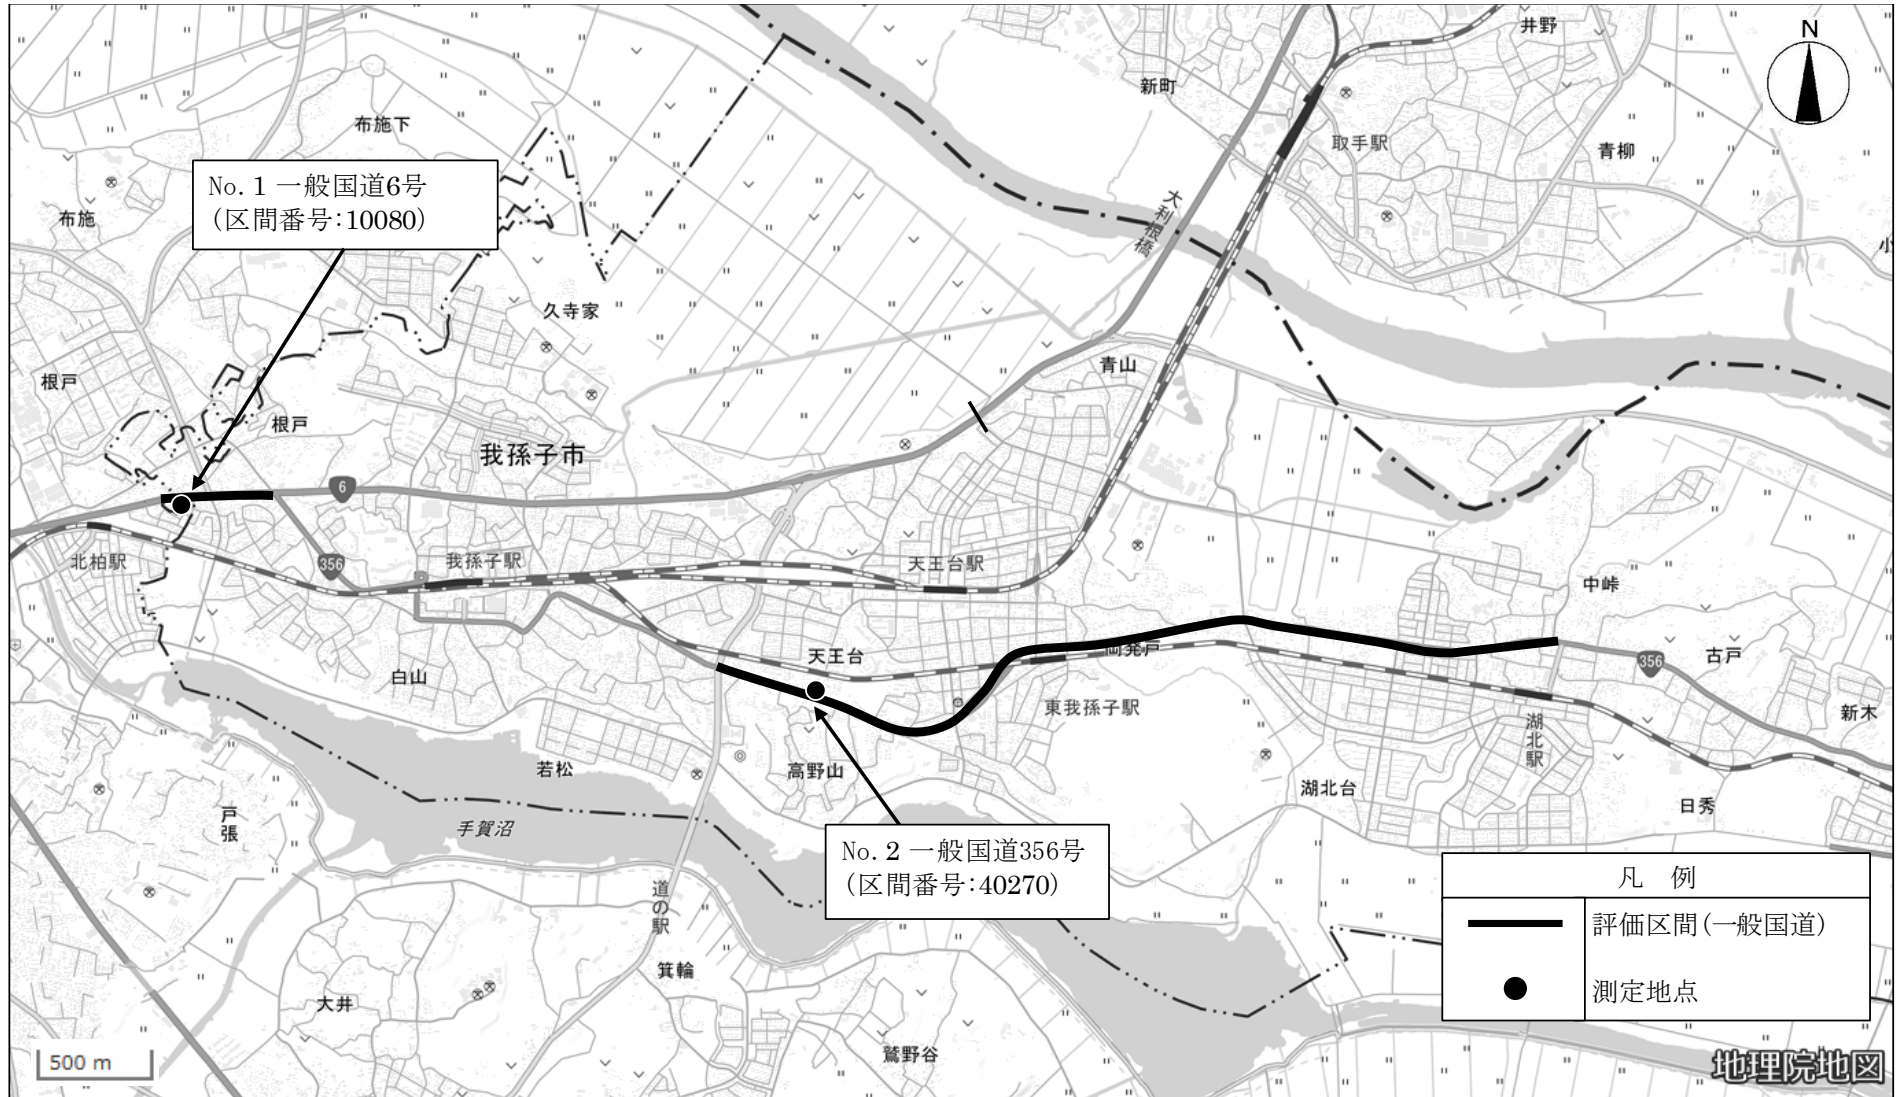 井野
N
新町
布施下
取手駅
青柳
No.1 一般国道6号
(区間番号:10080)
布施
大利根橋
小
久寺家
青山
根戸
根戸
我孫子市
6
北柏駅
356
我孫子駅
天王台駅
中峠
天王台
356
古戸
白山
東我孫子駅
新木
湖北駅
若松
高野山
湖北台
日秀
戸張
手賀沼
No.2 一般国道356号
(区間番号:40270)
凡 例
道の駅
評価区間(一般国道)
箕輪
大井
測定地点
鷲野谷
500 m
地理院地図